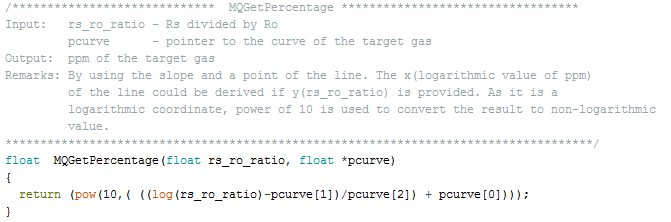 /*****************************  MQGetPercentage **********************************
Input:   rs_ro_ratio - Rs divided by Ro
         pcurve      - pointer to the curve of the target gas
Output:  ppm of the target gas
Remarks: By using the slope and a point of the line. The x(logarithmic value of ppm)
         of the line could be derived if y(rs_ro_ratio) is provided. As it is a
         logarithmic coordinate, power of 10 is used to convert the result to non-logarithmic
         value.
************************************************************************************/
float  MQGetPercentage(float rs_ro_ratio, float *pcurve)
{
  return (pow(10,( ((log(rs_ro_ratio)-pcurve[1])/pcurve[2]) + pcurve[0])));
}